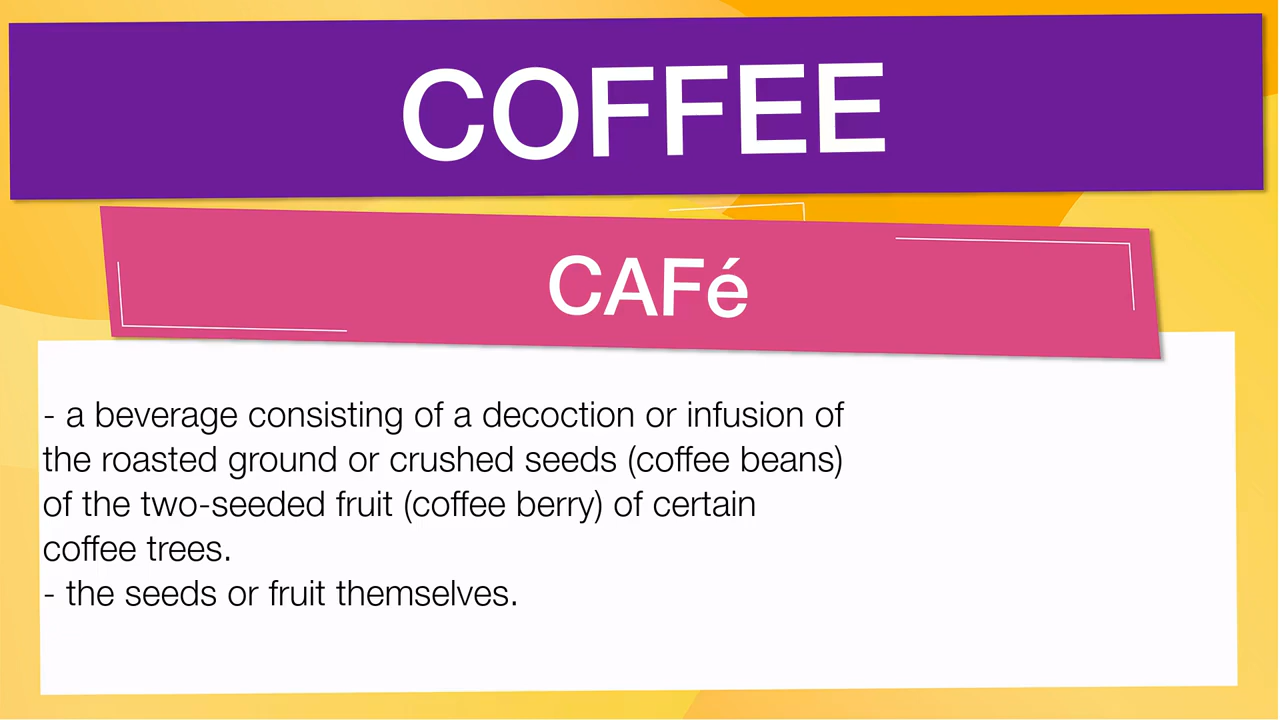 COFFEE
CAFé
- a beverage consisting of a decoction or infusion of
the roasted ground or crushed seeds (coffee beans)
of the two-seeded fruit (coffee berry) of certain
coffee trees.
- the seeds or fruit themselves.